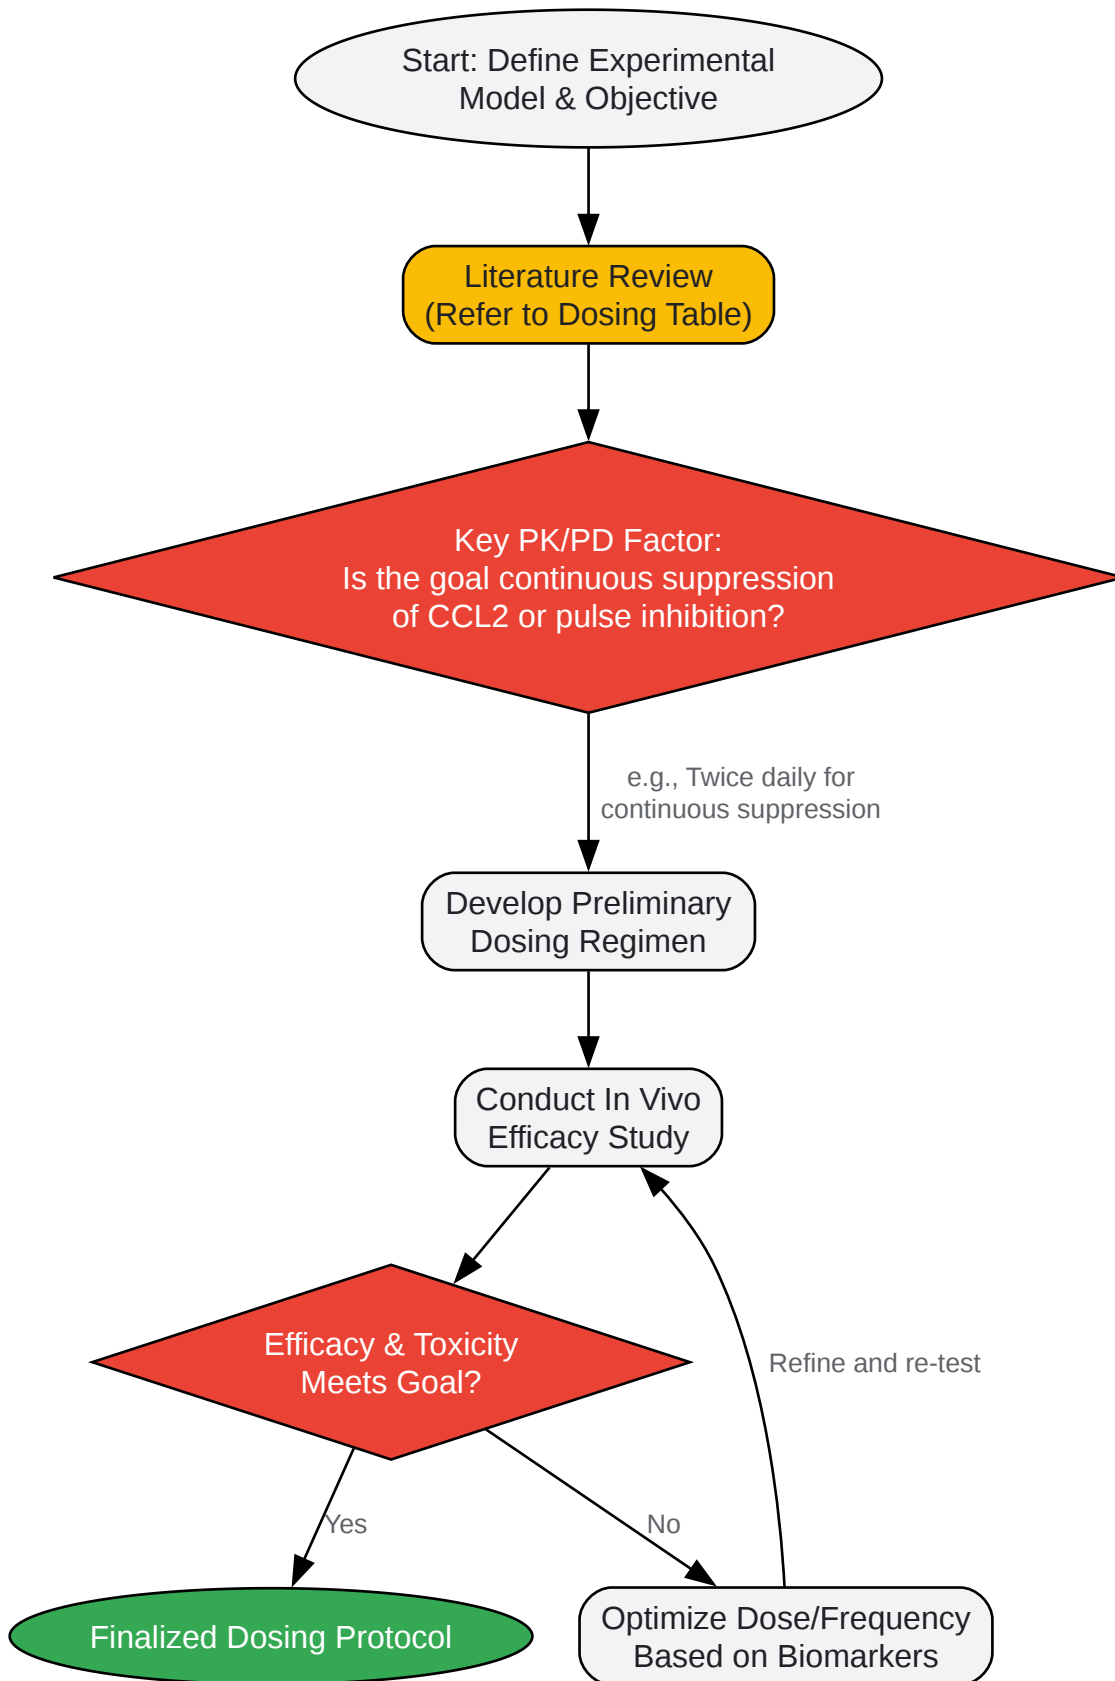 Start: Define Experimental
Model & Objective
Literature Review
(Refer to Dosing Table)
Key PK/PD Factor:
Is the goal continuous suppression
of CCL2 or pulse inhibition?
e.g., Twice daily for
continuous suppression
Develop Preliminary
Dosing Regimen
Conduct In Vivo
Efficacy Study
Efficacy & Toxicity
Meets Goal?
Refine and re-test
Yes
No
Finalized Dosing Protocol
Optimize Dose/Frequency
Based on Biomarkers